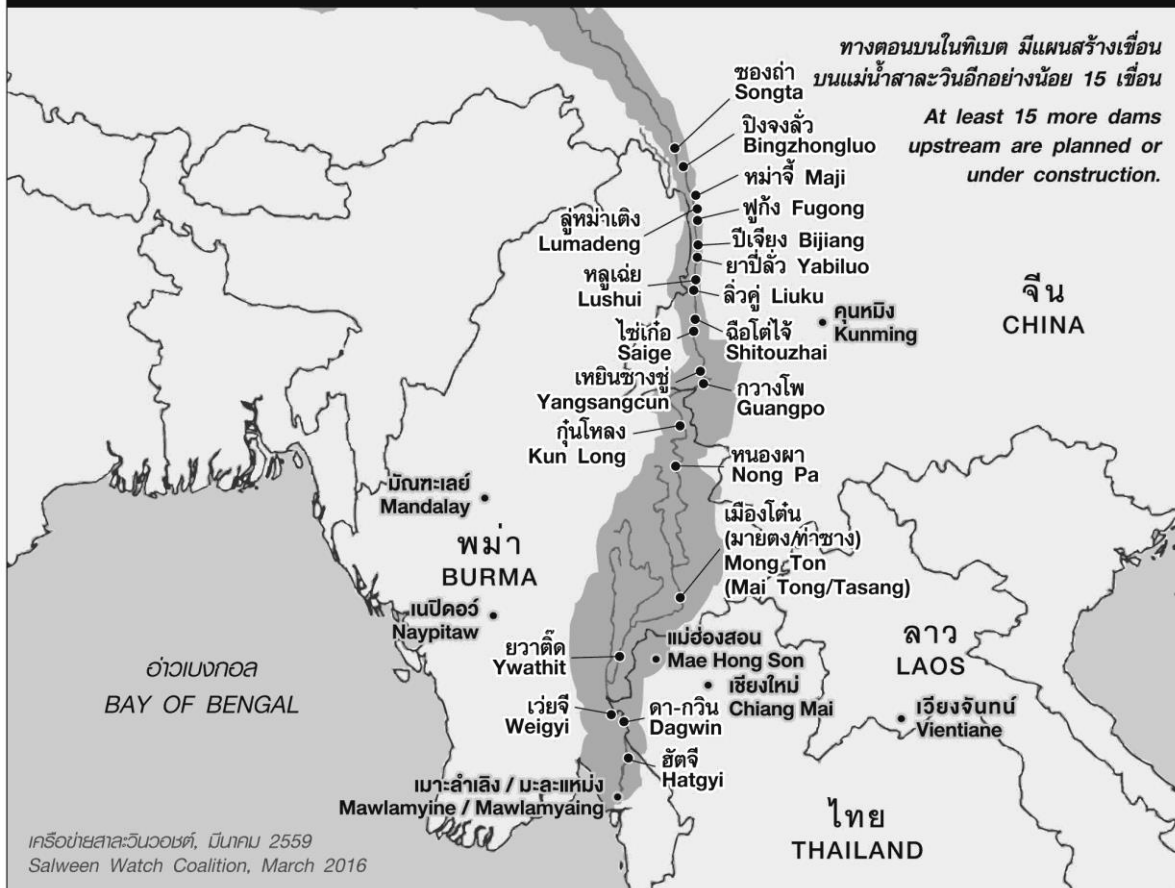 ทางตอนบนในทิเบต มีแผนสร้างเขื่อน
บนแม่น้ำสาละวินอีกอย่างน้อย 15 เขื่อน
At least 15 more dams
upstream are planned or
under construction.
ซองถ่า
Songta
ปิงจงลั่ว
Bingzhongluo
หม่าจี้ Maji
ลู่หม่าเติง
Lumadeng
ฟูก้ง Fugong
ปีเจียง Bijiang
ยาปี่ลั่ว Yabiluo
หลูเฉ่ย
Lushui
ลิ่วคู่ Liuku
จีน
CHINA
คุนหมิง
Kunming
ไซ่เก๋อ
Saige
ฉือโต่ไจ้
Shitouzhai
เหยินซางชู่
Yangsangcun
กวางโพ
Guangpo
กุ๋นโหลง
Kun Long
หนองผา
Nong Pa
มัณฑะเลย์
Mandalay
พม่า
BURMA
เมืองโต๋น
(มายตง/ท่าซาง)
Mong Ton
(Mai Tong/Tasang)
เนปิดอว์
Naypitaw
ยวาติ๊ด
Ywathit
แม่ฮ่องสอน
Mae Hong Son
ลาว
LAOS
อ่าวเบงกอล
BAY OF BENGAL
เชียงใหม่
Chiang Mai
เว่ยจี
Weigyi
ดา-กวิน
Dagwin
เวียงจันทน์
Vientiane
ฮัตจี
Hatgyi
เมาะลำเลิง / มะละแหม่ง
Mawlamyine / Mawlamyaing
ไทย
THAILAND
เครือข่ายสาละวินวอชต์, มีนาคม 2559
Salween Watch Coalition, March 2016